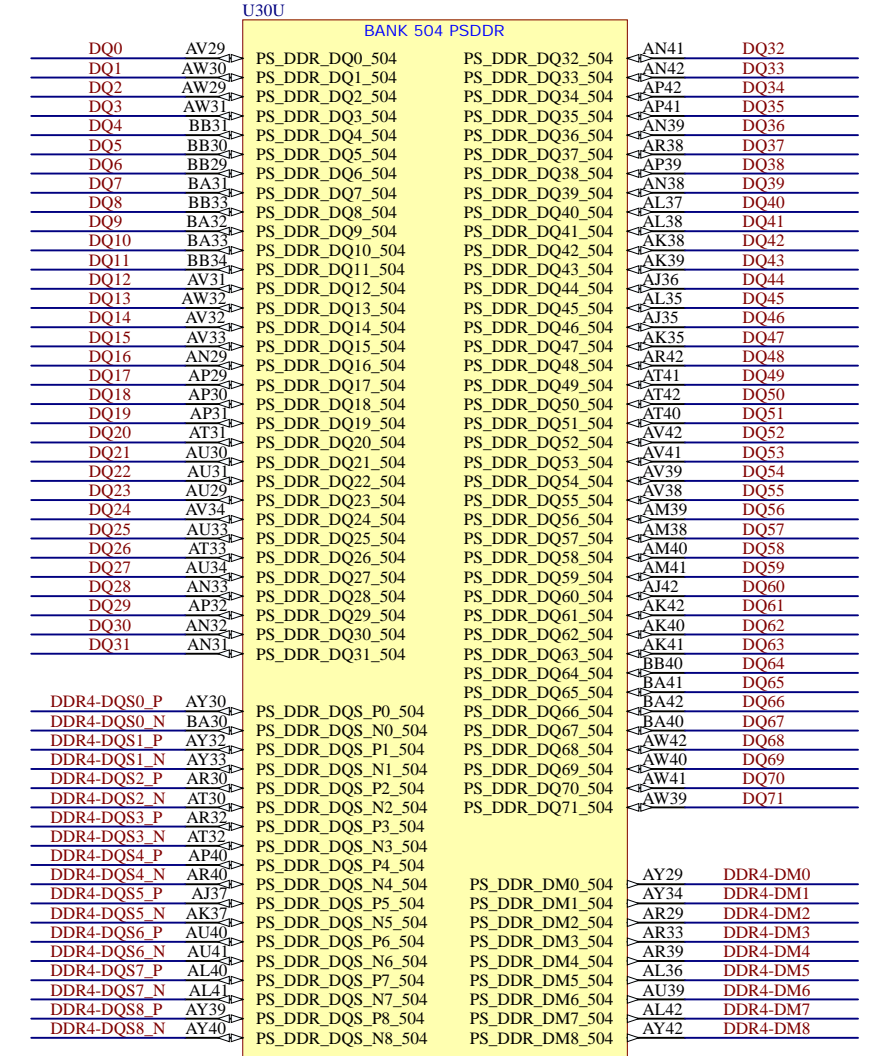 U30U
BANK 504 PSDDR
DQ0 AV29 PS_DDR_DQ0_504 PS_DDR_DQ32_504 AN41 DQ32
DQ1 AW30 PS_DDR_DQ1_504 PS_DDR_DQ33_504 AN42 DQ33
DQ2 AW29 PS_DDR_DQ2_504 PS_DDR_DQ34_504 AP42 DQ34
DQ3 AW31 PS_DDR_DQ3_504 PS_DDR_DQ35_504 AP41 DQ35
DQ4 BB31 PS_DDR_DQ4_504 PS_DDR_DQ36_504 AN39 DQ36
DQ5 BB30 PS_DDR_DQ5_504 PS_DDR_DQ37_504 AR38 DQ37
DQ6 BB29 PS_DDR_DQ6_504 PS_DDR_DQ38_504 AP39 DQ38
DQ7 BA31 PS_DDR_DQ7_504 PS_DDR_DQ39_504 AN38 DQ39
DQ8 BB33 PS_DDR_DQ8_504 PS_DDR_DQ40_504 AL37 DQ40
DQ9 BA32 PS_DDR_DQ9_504 PS_DDR_DQ41_504 AL38 DQ41
DQ10 BA33 PS_DDR_DQ10_504 PS_DDR_DQ42_504 AK38 DQ42
DQ11 BB34 PS_DDR_DQ11_504 PS_DDR_DQ43_504 AK39 DQ43
DQ12 AV31 PS_DDR_DQ12_504 PS_DDR_DQ44_504 AJ36 DQ44
DQ13 AW32 PS_DDR_DQ13_504 PS_DDR_DQ45_504 AL35 DQ45
DQ14 AV32 PS_DDR_DQ14_504 PS_DDR_DQ46_504 AJ35 DQ46
DQ15 AV33 PS_DDR_DQ15_504 PS_DDR_DQ47_504 AK35 DQ47
DQ16 AN29 PS_DDR_DQ16_504 PS_DDR_DQ48_504 AR42 DQ48
DQ17 AP29 PS_DDR_DQ17_504 PS_DDR_DQ49_504 AT41 DQ49
DQ18 AP30 PS_DDR_DQ18_504 PS_DDR_DQ50_504 AT42 DQ50
DQ19 AP31 PS_DDR_DQ19_504 PS_DDR_DQ51_504 AT40 DQ51
DQ20 AT31 PS_DDR_DQ20_504 PS_DDR_DQ52_504 AV42 DQ52
DQ21 AU30 PS_DDR_DQ21_504 PS_DDR_DQ53_504 AV41 DQ53
DQ22 AU31 PS_DDR_DQ22_504 PS_DDR_DQ54_504 AV39 DQ54
DQ23 AU29 PS_DDR_DQ23_504 PS_DDR_DQ55_504 AV38 DQ55
DQ24 AV34 PS_DDR_DQ24_504 PS_DDR_DQ56_504 AM39 DQ56
DQ25 AU33 PS_DDR_DQ25_504 PS_DDR_DQ57_504 AM38 DQ57
DQ26 AT33 PS_DDR_DQ26_504 PS_DDR_DQ58_504 AM40 DQ58
DQ27 AU34 PS_DDR_DQ27_504 PS_DDR_DQ59_504 AM41 DQ59
DQ28 AN33 PS_DDR_DQ28_504 PS_DDR_DQ60_504 AJ42 DQ60
DQ29 AP32 PS_DDR_DQ29_504 PS_DDR_DQ61_504 AK42 DQ61
DQ30 AN32 PS_DDR_DQ30_504 PS_DDR_DQ62_504 AK40 DQ62
DQ31 AN31 PS_DDR_DQ31_504 PS_DDR_DQ63_504 AK41 DQ63
PS_DDR_DQ64_504 BB40 DQ64
PS_DDR_DQ65_504 BA41 DQ65
DDR4-DQS0_P AY30 PS_DDR_DQS_P0_504 PS_DDR_DQ66_504 BA42 DQ66
DDR4-DQS0_N BA30 PS_DDR_DQS_N0_504 PS_DDR_DQ67_504 BA40 DQ67
DDR4-DQS1_P AY32 PS_DDR_DQS_P1_504 PS_DDR_DQ68_504 AW42 DQ68
DDR4-DQS1_N AY33 PS_DDR_DQS_N1_504 PS_DDR_DQ69_504 AW40 DQ69
DDR4-DQS2_P AR30 PS_DDR_DQS_P2_504 PS_DDR_DQ70_504 AW41 DQ70
DDR4-DQS2_N AT30 PS_DDR_DQS_N2_504 PS_DDR_DQ71_504 AW39 DQ71
DDR4-DQS3_P AR32 PS_DDR_DQS_P3_504
DDR4-DQS3_N AT32 PS_DDR_DQS_N3_504
DDR4-DQS4_P AP40 PS_DDR_DQS_P4_504
DDR4-DQS4_N AR40 PS_DDR_DQS_N4_504 PS_DDR_DM0_504 AY29 DDR4-DM0
DDR4-DQS5_P AJ37 PS_DDR_DQS_P5_504 PS_DDR_DM1_504 AY34 DDR4-DM1
DDR4-DQS5_N AK37 PS_DDR_DQS_N5_504 PS_DDR_DM2_504 AR29 DDR4-DM2
DDR4-DQS6_P AU40 PS_DDR_DQS_P6_504 PS_DDR_DM3_504 AR33 DDR4-DM3
DDR4-DQS6_N AU41 PS_DDR_DQS_N6_504 PS_DDR_DM4_504 AR39 DDR4-DM4
DDR4-DQS7_P AL40 PS_DDR_DQS_P7_504 PS_DDR_DM5_504 AL36 DDR4-DM5
DDR4-DQS7_N AL41 PS_DDR_DQS_N7_504 PS_DDR_DM6_504 AU39 DDR4-DM6
DDR4-DQS8_P AY39 PS_DDR_DQS_P8_504 PS_DDR_DM7_504 AL42 DDR4-DM7
DDR4-DQS8_N AY40 PS_DDR_DQS_N8_504 PS_DDR_DM8_504 AY42 DDR4-DM8